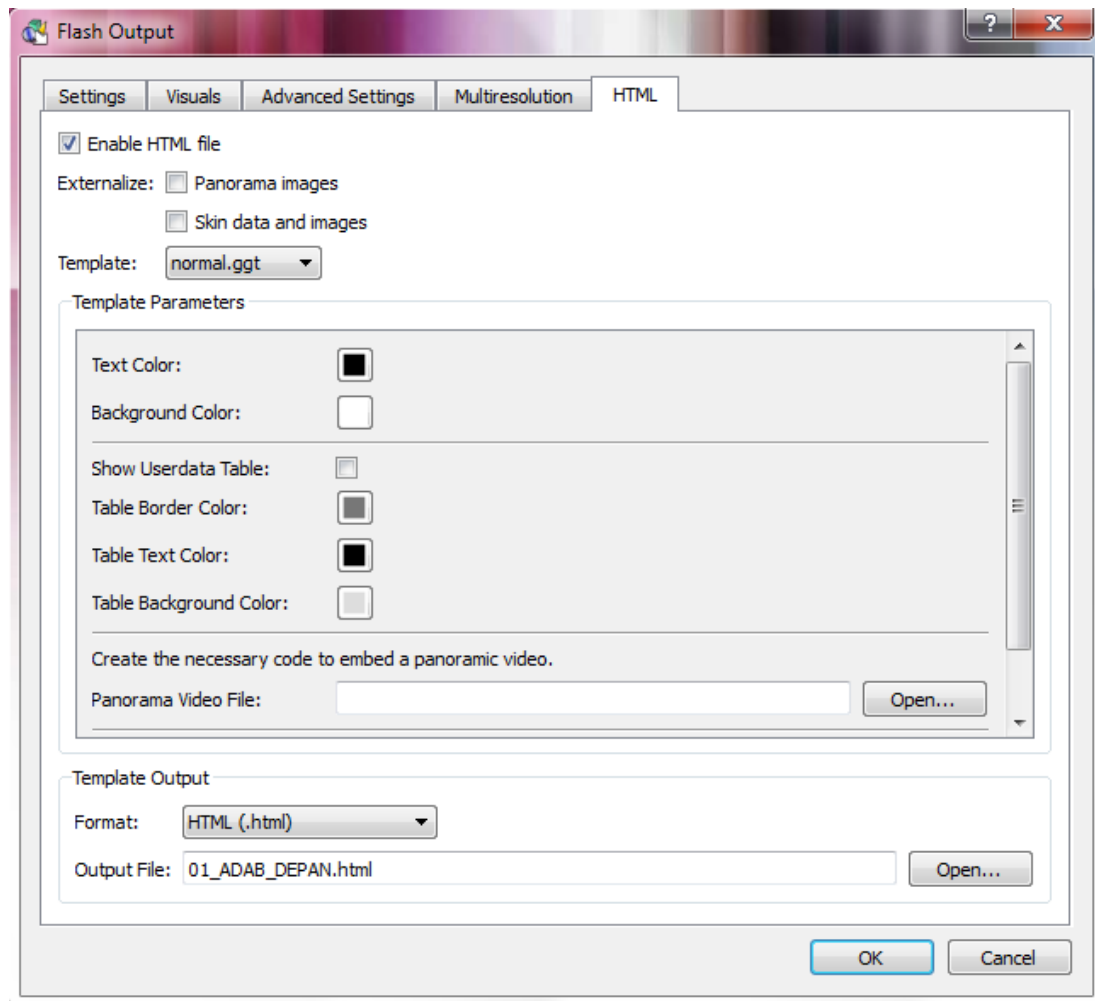 Flash Output
Settings Visuals Advanced Settings Multiresolution HTML
Enable HTML file
Externalize: Panorama images
Skin data and images
Template: normal.ggt
Template Parameters
Text Color:
Background Color:
Show Userdata Table:
Table Border Color:
Table Text Color:
Table Background Color:
Create the necessary code to embed a panoramic video.
Panorama Video File: Open...
Template Output
Format: HTML (.html)
Output File: 01_ADAB_DEPAN.html Open...
OK Cancel